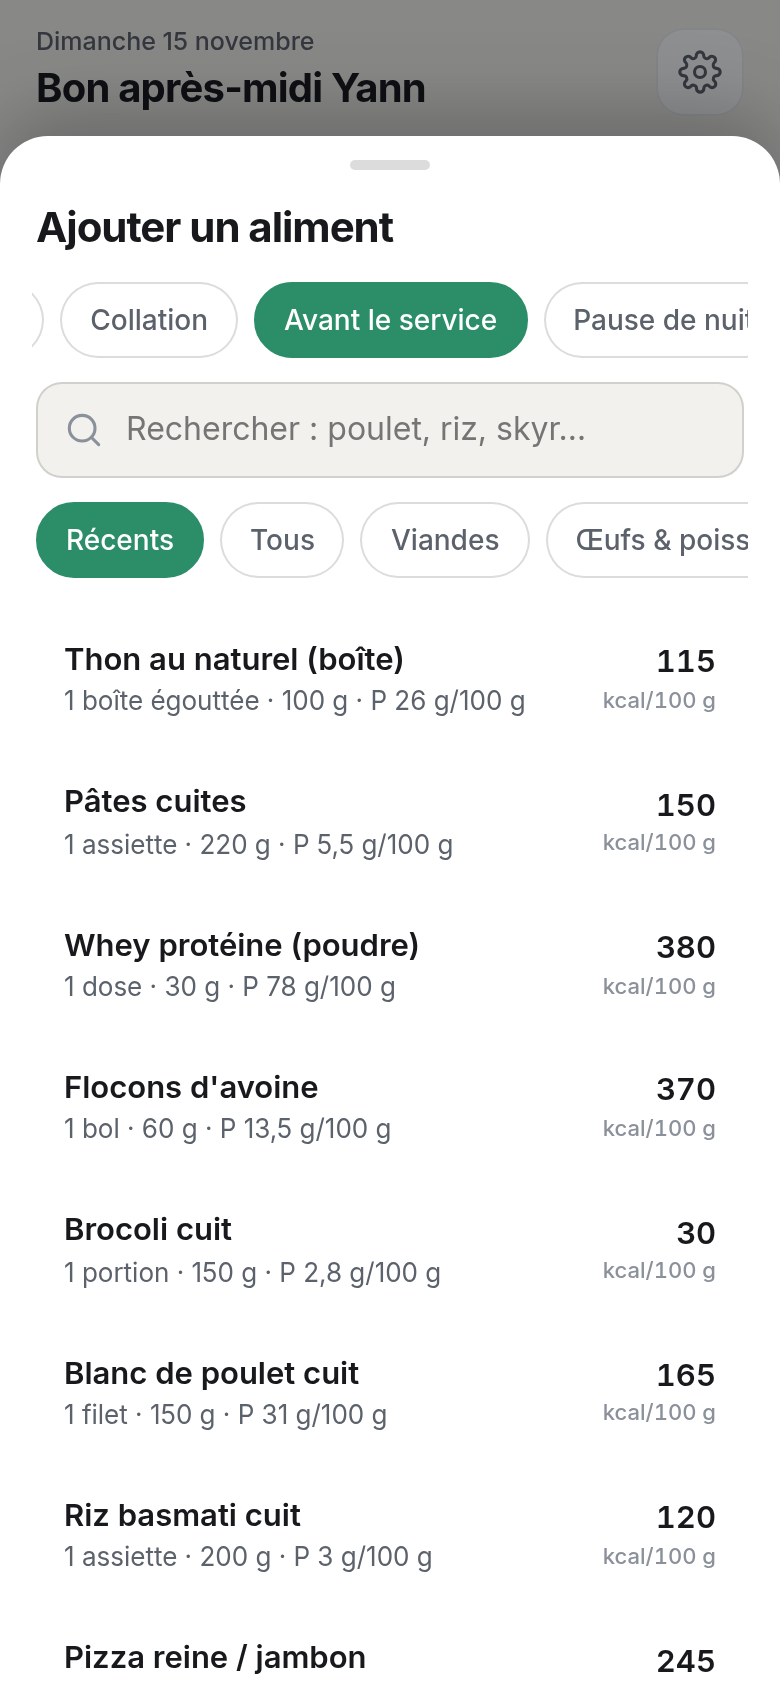 Dimanche 15 novembre
Bon après-midi Yann
Ajouter un aliment
Collation
Avant le service
Pause de nuit
Rechercher : poulet, riz, skyr...
Récents
Tous
Viandes
Œufs & poiss
Thon au naturel (boîte)
115
1 boîte égouttée · 100 g · P 26 g/100 g
kcal/100 g
Pâtes cuites
150
1 assiette · 220 g · P 5,5 g/100 g
kcal/100 g
Whey protéine (poudre)
380
1 dose · 30 g · P 78 g/100 g
kcal/100 g
Flocons d'avoine
370
1 bol · 60 g · P 13,5 g/100 g
kcal/100 g
Brocoli cuit
30
1 portion · 150 g · P 2,8 g/100 g
kcal/100 g
Blanc de poulet cuit
165
1 filet · 150 g · P 31 g/100 g
kcal/100 g
Riz basmati cuit
120
1 assiette · 200 g · P 3 g/100 g
kcal/100 g
Pizza reine / jambon
245